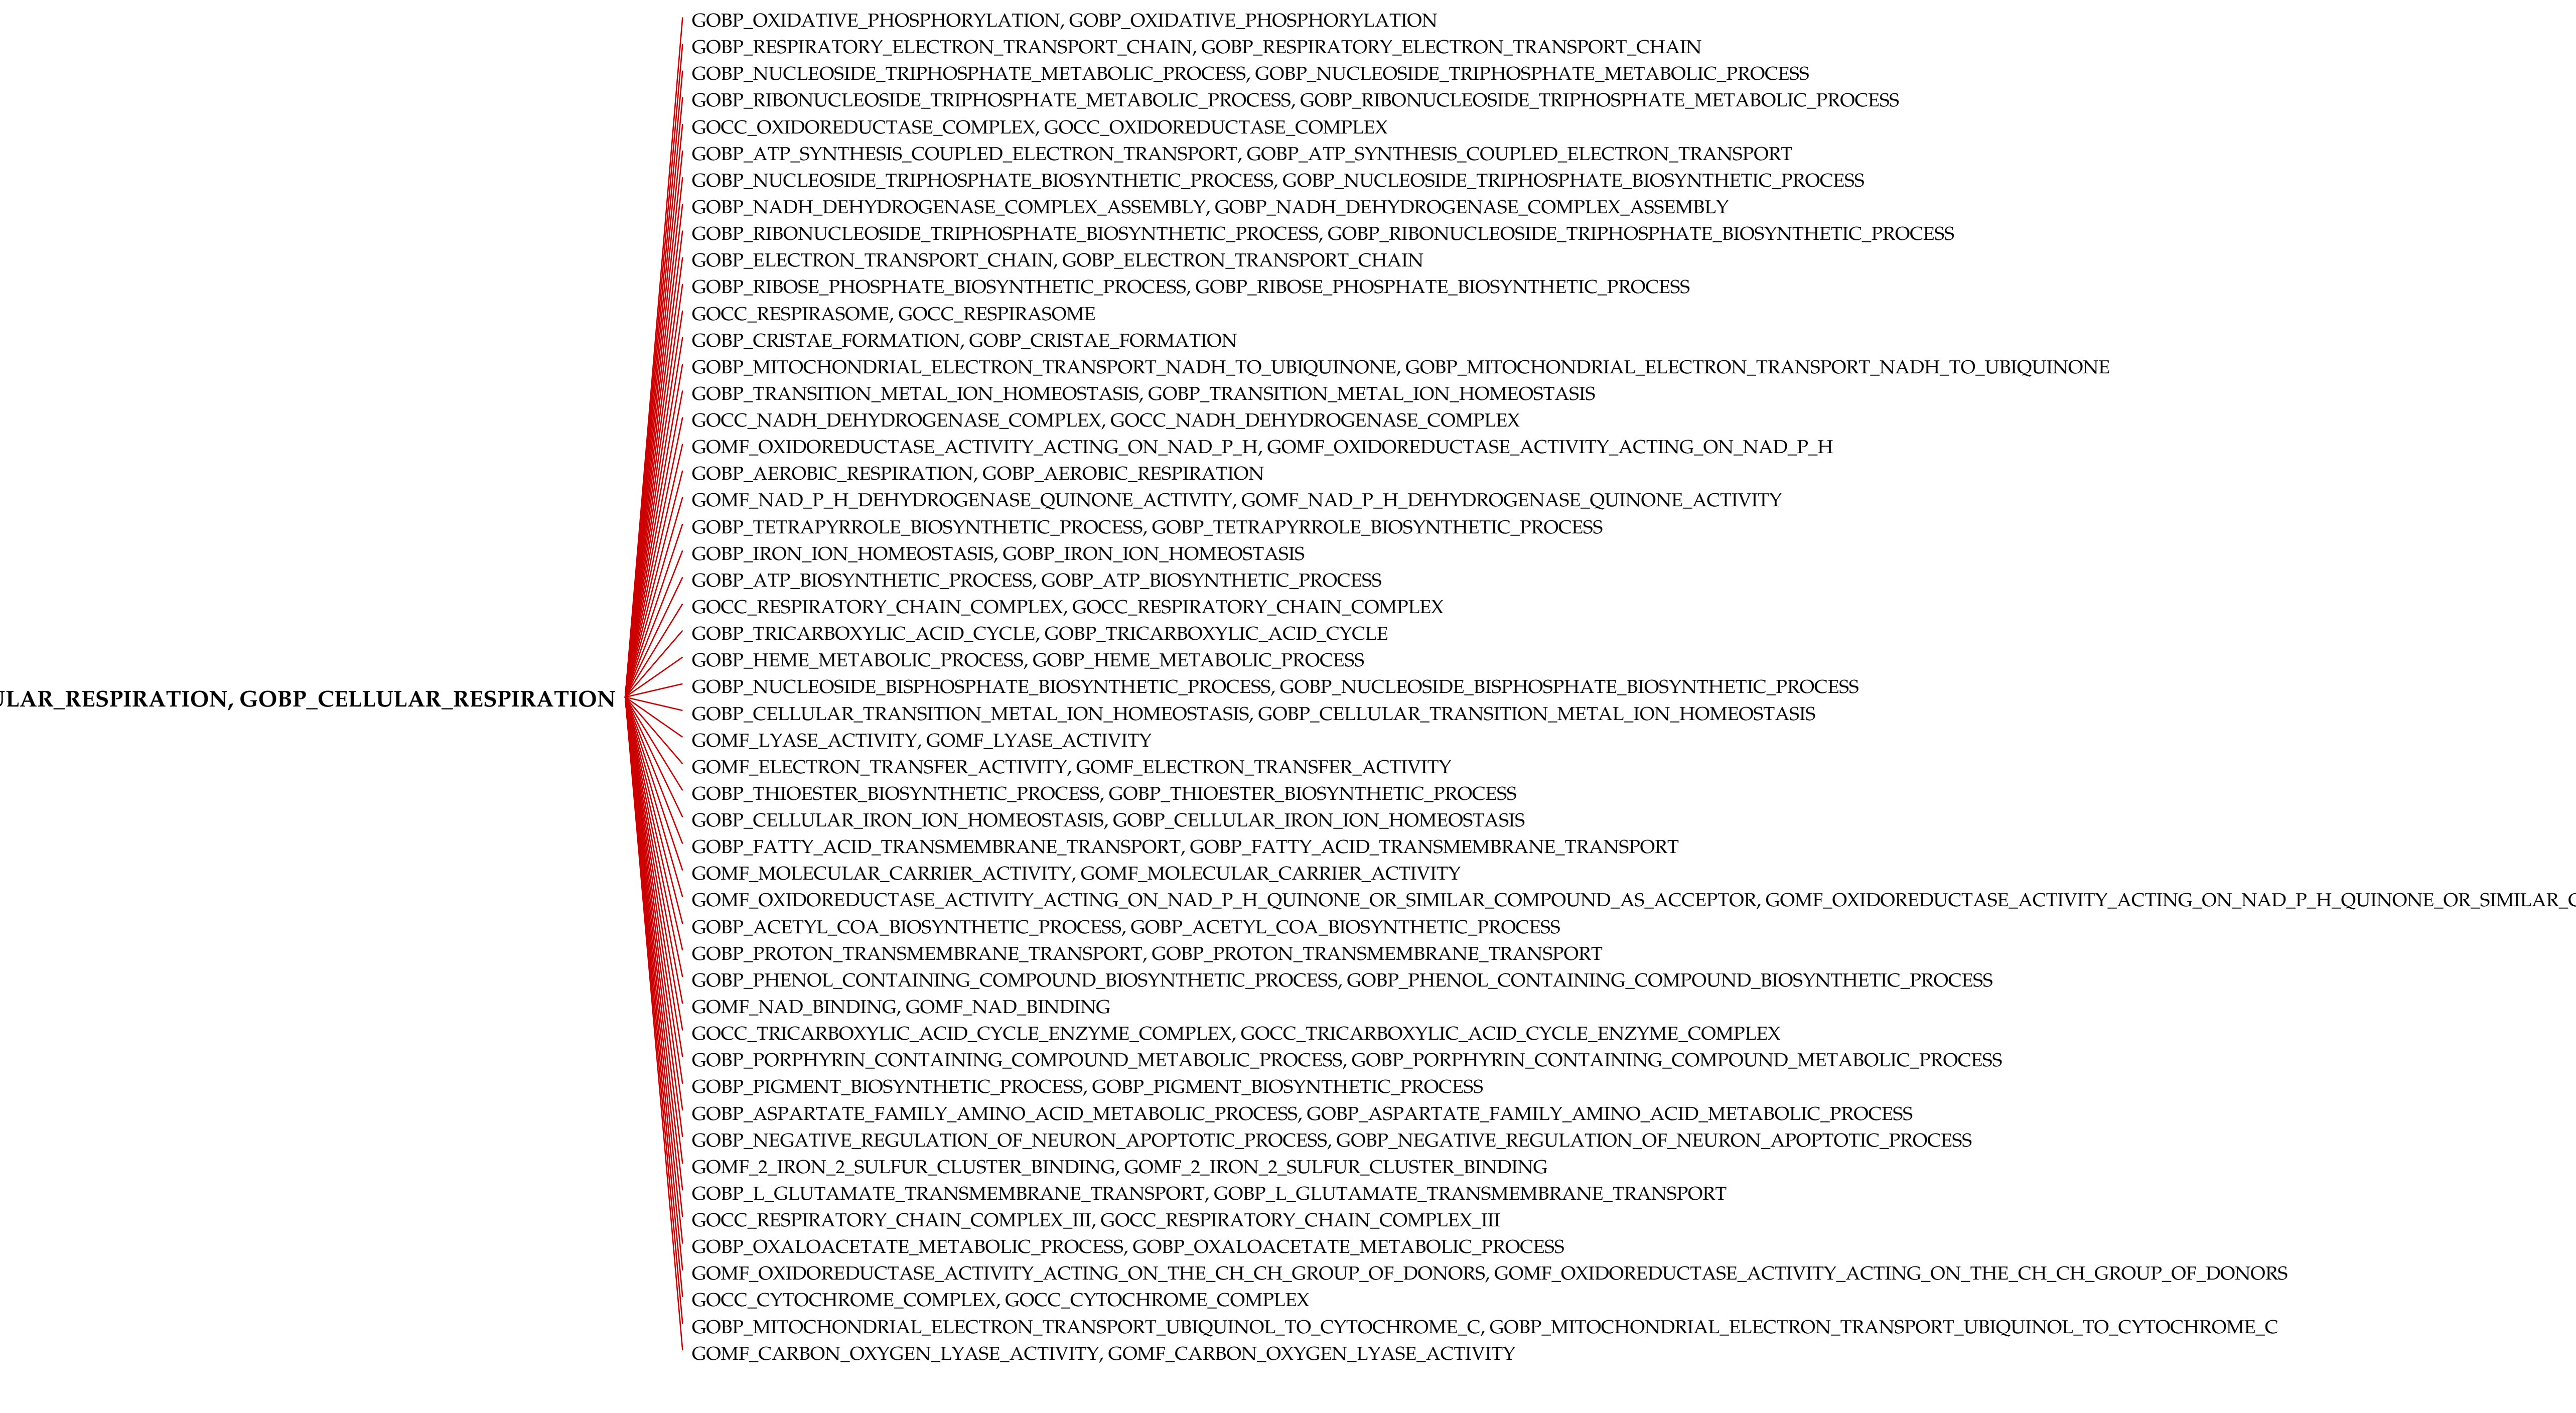 GOBP_OXIDATIVE_PHOSPHORYLATION, GOBP_OXIDATIVE_PHOSPHORYLATION
GOBP_RESPIRATORY_ELECTRON_TRANSPORT_CHAIN, GOBP_RESPIRATORY_ELECTRON_TRANSPORT_CHAIN
GOBP_NUCLEOSIDE_TRIPHOSPHATE_METABOLIC_PROCESS, GOBP_NUCLEOSIDE_TRIPHOSPHATE_METABOLIC_PROCESS
GOBP_RIBONUCLEOSIDE_TRIPHOSPHATE_METABOLIC_PROCESS, GOBP_RIBONUCLEOSIDE_TRIPHOSPHATE_METABOLIC_PROCESS
GOCC_OXIDOREDUCTASE_COMPLEX, GOCC_OXIDOREDUCTASE_COMPLEX
GOBP_ATP_SYNTHESIS_COUPLED_ELECTRON_TRANSPORT, GOBP_ATP_SYNTHESIS_COUPLED_ELECTRON_TRANSPORT
GOBP_NUCLEOSIDE_TRIPHOSPHATE_BIOSYNTHETIC_PROCESS, GOBP_NUCLEOSIDE_TRIPHOSPHATE_BIOSYNTHETIC_PROCESS
GOBP_NADH_DEHYDROGENASE_COMPLEX_ASSEMBLY, GOBP_NADH_DEHYDROGENASE_COMPLEX_ASSEMBLY
GOBP_RIBONUCLEOSIDE_TRIPHOSPHATE_BIOSYNTHETIC_PROCESS, GOBP_RIBONUCLEOSIDE_TRIPHOSPHATE_BIOSYNTHETIC_PROCESS
GOBP_ELECTRON_TRANSPORT_CHAIN, GOBP_ELECTRON_TRANSPORT_CHAIN
GOBP_RIBOSE_PHOSPHATE_BIOSYNTHETIC_PROCESS, GOBP_RIBOSE_PHOSPHATE_BIOSYNTHETIC_PROCESS
GOCC_RESPIRASOME, GOCC_RESPIRASOME
GOBP_CRISTAE_FORMATION, GOBP_CRISTAE_FORMATION
GOBP_MITOCHONDRIAL_ELECTRON_TRANSPORT_NADH_TO_UBIQUINONE, GOBP_MITOCHONDRIAL_ELECTRON_TRANSPORT_NADH_TO_UBIQUINONE
GOBP_TRANSITION_METAL_ION_HOMEOSTASIS, GOBP_TRANSITION_METAL_ION_HOMEOSTASIS
GOCC_NADH_DEHYDROGENASE_COMPLEX, GOCC_NADH_DEHYDROGENASE_COMPLEX
GOMF_OXIDOREDUCTASE_ACTIVITY_ACTING_ON_NAD_P_H, GOMF_OXIDOREDUCTASE_ACTIVITY_ACTING_ON_NAD_P_H
GOBP_AEROBIC_RESPIRATION, GOBP_AEROBIC_RESPIRATION
GOMF_NAD_P_H_DEHYDROGENASE_QUINONE_ACTIVITY, GOMF_NAD_P_H_DEHYDROGENASE_QUINONE_ACTIVITY
GOBP_TETRAPYRROLE_BIOSYNTHETIC_PROCESS, GOBP_TETRAPYRROLE_BIOSYNTHETIC_PROCESS
GOBP_IRON_ION_HOMEOSTASIS, GOBP_IRON_ION_HOMEOSTASIS
GOBP_ATP_BIOSYNTHETIC_PROCESS, GOBP_ATP_BIOSYNTHETIC_PROCESS
GOCC_RESPIRATORY_CHAIN_COMPLEX, GOCC_RESPIRATORY_CHAIN_COMPLEX
GOBP_TRICARBOXYLIC_ACID_CYCLE, GOBP_TRICARBOXYLIC_ACID_CYCLE
GOBP_HEME_METABOLIC_PROCESS, GOBP_HEME_METABOLIC_PROCESS
GOBP_NUCLEOSIDE_BISPHOSPHATE_BIOSYNTHETIC_PROCESS, GOBP_NUCLEOSIDE_BISPHOSPHATE_BIOSYNTHETIC_PROCESS
ULAR_RESPIRATION, GOBP_CELLULAR_RESPIRATION
GOBP_CELLULAR_TRANSITION_METAL_ION_HOMEOSTASIS, GOBP_CELLULAR_TRANSITION_METAL_ION_HOMEOSTASIS
GOMF_LYASE_ACTIVITY, GOMF_LYASE_ACTIVITY
GOMF_ELECTRON_TRANSFER_ACTIVITY, GOMF_ELECTRON_TRANSFER_ACTIVITY
GOBP_THIOESTER_BIOSYNTHETIC_PROCESS, GOBP_THIOESTER_BIOSYNTHETIC_PROCESS
GOBP_CELLULAR_IRON_ION_HOMEOSTASIS, GOBP_CELLULAR_IRON_ION_HOMEOSTASIS
GOBP_FATTY_ACID_TRANSMEMBRANE_TRANSPORT, GOBP_FATTY_ACID_TRANSMEMBRANE_TRANSPORT
GOMF_MOLECULAR_CARRIER_ACTIVITY, GOMF_MOLECULAR_CARRIER_ACTIVITY
GOMF_OXIDOREDUCTASE_ACTIVITY_ACTING_ON_NAD_P_H_QUINONE_OR_SIMILAR_COMPOUND_AS_ACCEPTOR, GOMF_OXIDOREDUCTASE_ACTIVITY_ACTING_ON_NAD_P_H_QUINONE_OR_SIMILAR_C
GOBP_ACETYL_COA_BIOSYNTHETIC_PROCESS, GOBP_ACETYL_COA_BIOSYNTHETIC_PROCESS
GOBP_PROTON_TRANSMEMBRANE_TRANSPORT, GOBP_PROTON_TRANSMEMBRANE_TRANSPORT
GOBP_PHENOL_CONTAINING_COMPOUND_BIOSYNTHETIC_PROCESS, GOBP_PHENOL_CONTAINING_COMPOUND_BIOSYNTHETIC_PROCESS
GOMF_NAD_BINDING, GOMF_NAD_BINDING
GOCC_TRICARBOXYLIC_ACID_CYCLE_ENZYME_COMPLEX, GOCC_TRICARBOXYLIC_ACID_CYCLE_ENZYME_COMPLEX
GOBP_PORPHYRIN_CONTAINING_COMPOUND_METABOLIC_PROCESS, GOBP_PORPHYRIN_CONTAINING_COMPOUND_METABOLIC_PROCESS
GOBP_PIGMENT_BIOSYNTHETIC_PROCESS, GOBP_PIGMENT_BIOSYNTHETIC_PROCESS
GOBP_ASPARTATE_FAMILY_AMINO_ACID_METABOLIC_PROCESS, GOBP_ASPARTATE_FAMILY_AMINO_ACID_METABOLIC_PROCESS
GOBP_NEGATIVE_REGULATION_OF_NEURON_APOPTOTIC_PROCESS, GOBP_NEGATIVE_REGULATION_OF_NEURON_APOPTOTIC_PROCESS
GOMF_2_IRON_2_SULFUR_CLUSTER_BINDING, GOMF_2_IRON_2_SULFUR_CLUSTER_BINDING
GOBP_L_GLUTAMATE_TRANSMEMBRANE_TRANSPORT, GOBP_L_GLUTAMATE_TRANSMEMBRANE_TRANSPORT
GOCC_RESPIRATORY_CHAIN_COMPLEX_III, GOCC_RESPIRATORY_CHAIN_COMPLEX_III
GOBP_OXALOACETATE_METABOLIC_PROCESS, GOBP_OXALOACETATE_METABOLIC_PROCESS
GOMF_OXIDOREDUCTASE_ACTIVITY_ACTING_ON_THE_CH_CH_GROUP_OF_DONORS, GOMF_OXIDOREDUCTASE_ACTIVITY_ACTING_ON_THE_CH_CH_GROUP_OF_DONORS
GOCC_CYTOCHROME_COMPLEX, GOCC_CYTOCHROME_COMPLEX
GOBP_MITOCHONDRIAL_ELECTRON_TRANSPORT_UBIQUINOL_TO_CYTOCHROME_C, GOBP_MITOCHONDRIAL_ELECTRON_TRANSPORT_UBIQUINOL_TO_CYTOCHROME_C
GOMF_CARBON_OXYGEN_LYASE_ACTIVITY, GOMF_CARBON_OXYGEN_LYASE_ACTIVITY